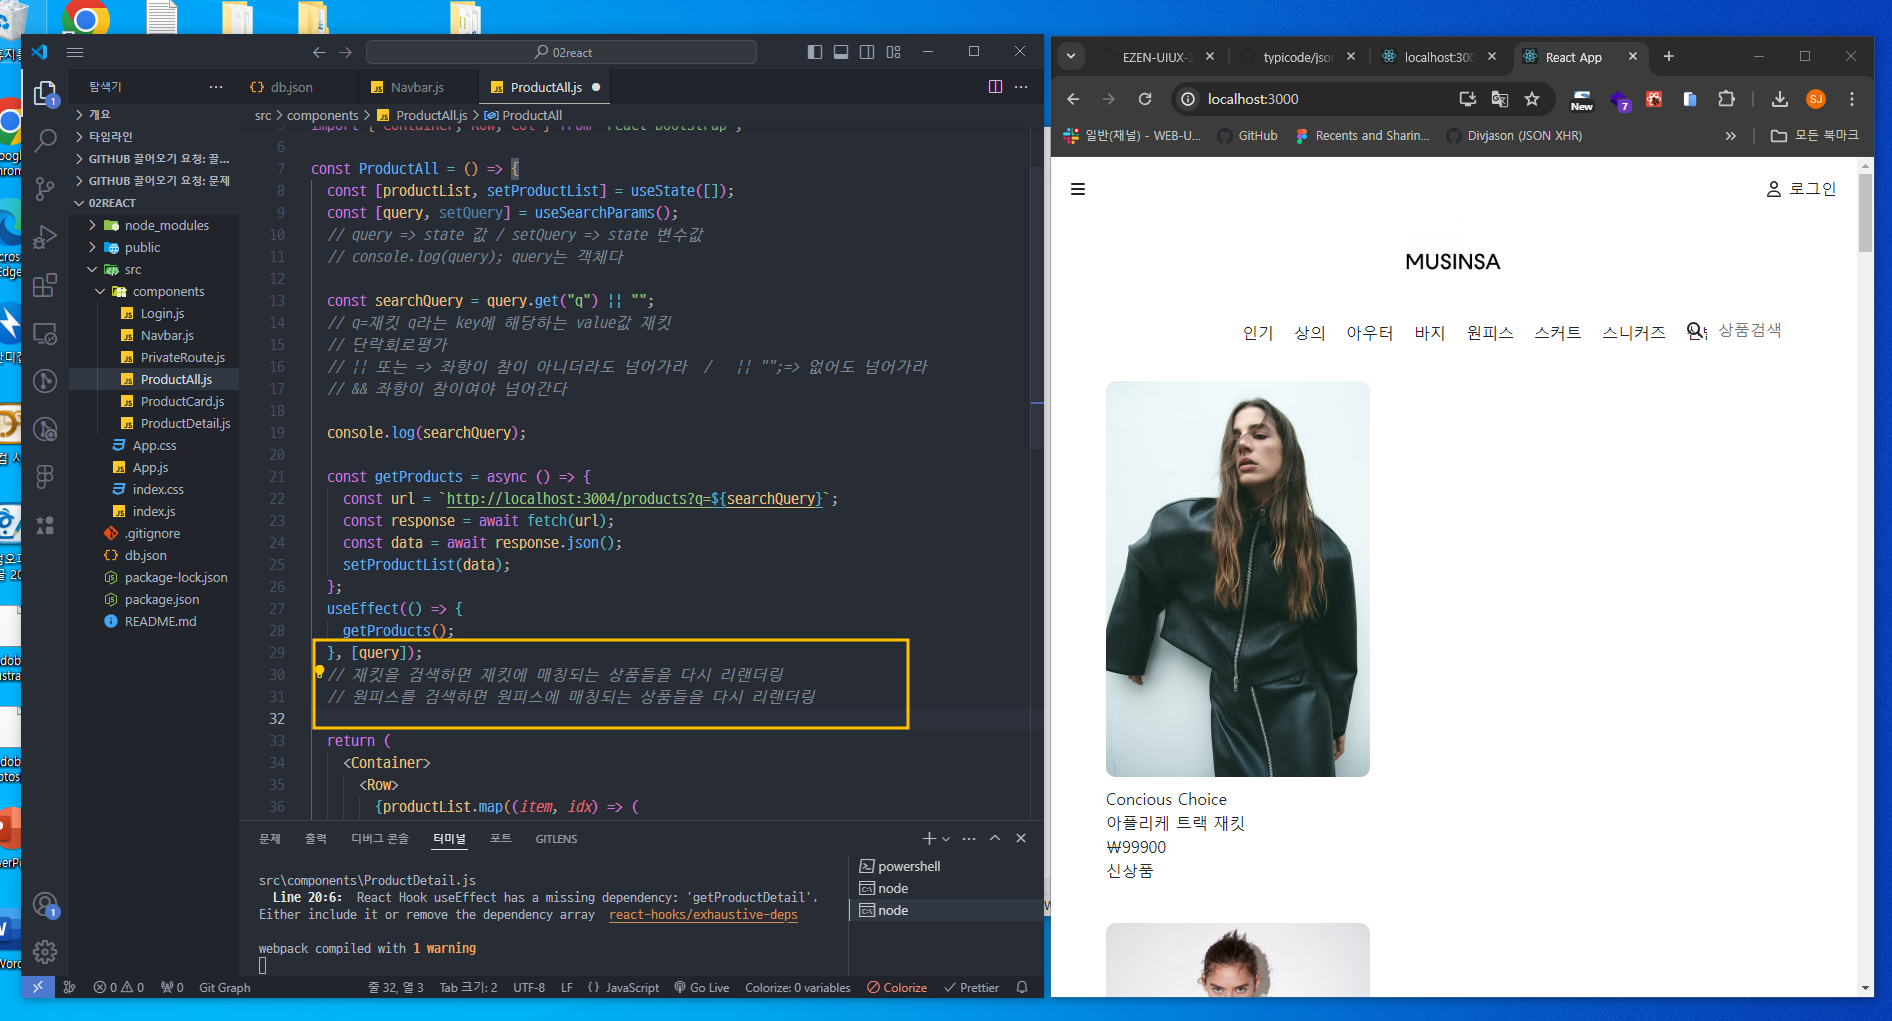 02react
탐색기
개요
타임라인
GITHUB 끌어오기 요청: 끌...
GITHUB 끌어오기 요청: 문제
02REACT
node_modules
public
src
components
Login.js
Navbar.js
PrivateRoute.js
ProductAll.js
ProductCard.js
ProductDetail.js
App.css
App.js
index.css
index.js
.gitignore
db.json
package-lock.json
package.json
README.md
db.json
Navbar.js
ProductAll.js
src > components > ProductAll.js > ProductAll
5 import { Container, Row, Col } from "react-bootstrap";
6
7 const ProductAll = () => {
8 const [productList, setProductList] = useState([]);
9 const [query, setQuery] = useSearchParams();
10 // query => state 값 / setQuery => state 변수값
11 // console.log(query); query는 객체다
12
13 const searchQuery = query.get("q") || "";
14 // q=재킷 q라는 key에 해당하는 value값 재킷
15 // 단락회로평가
16 // || 또는 => 좌항이 참이 아니더라도 넘어가라 / || "";=> 없어도 넘어가라
17 // && 좌항이 참이여야 넘어간다
18
19 console.log(searchQuery);
20
21 const getProducts = async () => {
22 const url = `http://localhost:3004/products?q=${searchQuery}`;
23 const response = await fetch(url);
24 const data = await response.json();
25 setProductList(data);
26 };
27 useEffect(() => {
28 getProducts();
29 }, [query]);
30 // 재킷을 검색하면 재킷에 매칭되는 상품들을 다시 리랜더링
31 // 원피스를 검색하면 원피스에 매칭되는 상품들을 다시 리랜더링
32
33 return (
34 <Container>
35 <Row>
36 {productList.map((item, idx) => (
문제 출력 디버그 콘솔 터미널 포트 GITLENS
src\components\ProductDetail.js
Line 20:6: React Hook useEffect has a missing dependency: 'getProductDetail'.
Either include it or remove the dependency array react-hooks/exhaustive-deps
webpack compiled with 1 warning
powershell
node
node
0 0 0 Git Graph 줄 32, 열 3 Tab 크기: 2 UTF-8 LF {} JavaScript Go Live Colorize: 0 variables Colorize Prettier
EZEN-UIUX-
typicode/jso
localhost:300
React App
localhost:3000
New
7
SJ
일반(채널) - WEB-U...
GitHub
Recents and Sharin...
Divjason (JSON XHR)
모든 북마크
로그인
MUSINSA
인기 상의 아우터 바지 원피스 스커트 스니커즈 상품검색
Concious Choice
아플리케 트랙 재킷
₩99900
신상품